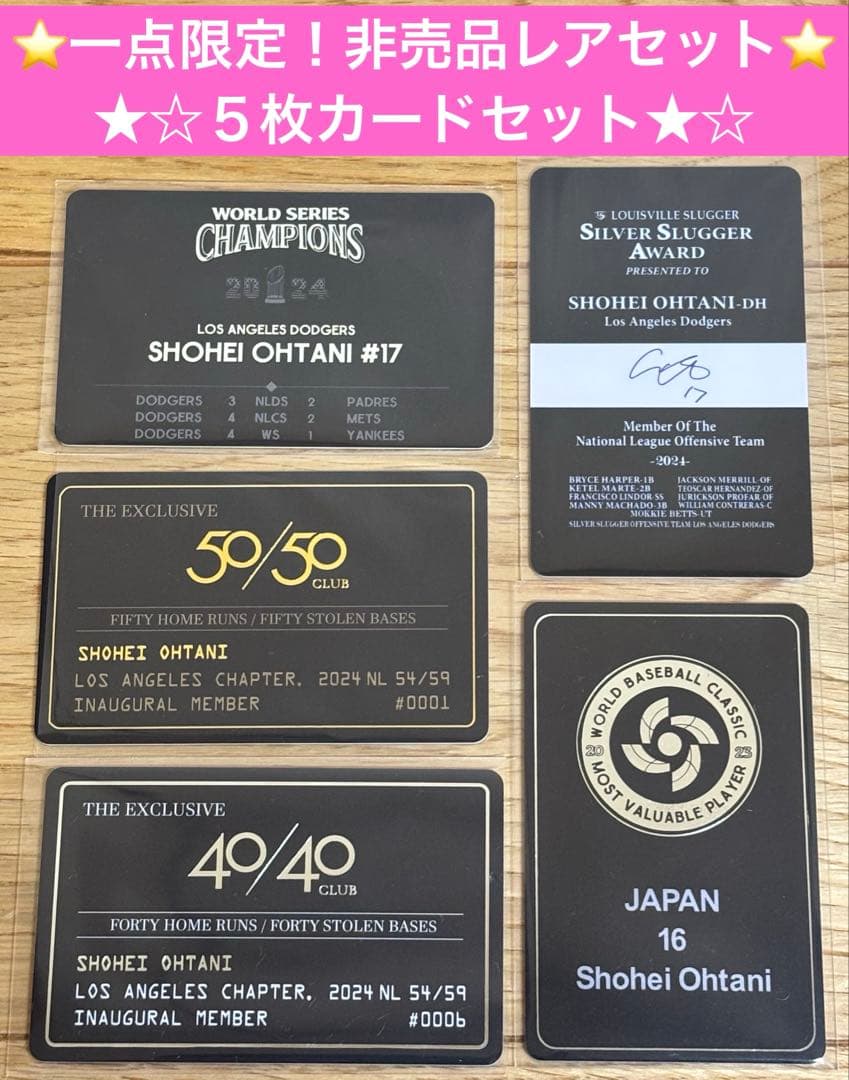 ⭐一点限定！非売品レアセット⭐
★☆５枚カードセット★☆
WORLD SERIES
CHAMPIONS
2024
LOS ANGELES DODGERS
SHOHEI OHTANI #17
DODGERS 3 NLDS 2 PADRES
DODGERS 4 NLCS 2 METS
DODGERS 4 WS 1 YANKEES
LOUISVILLE SLUGGER
SILVER SLUGGER
AWARD
PRESENTED TO
SHOHEI OHTANI-DH
Los Angeles Dodgers
17
Member Of The
National League Offensive Team
-2024-
BRYCE HARPER-1B JACKSON MERRILL-OF
KETEL MARTE-2B TEOSCAR HERNANDEZ-OF
FRANCISCO LINDOR-SS JURICKSON PROFAR-OF
MANNY MACHADO-3B WILLIAM CONTRERAS-C
MOKKIE BETTS-UT
SILVER SLUGGER OFFENSIVE TEAM-LOS ANGELES DODGERS
THE EXCLUSIVE
50/50
CLUB
FIFTY HOME RUNS / FIFTY STOLEN BASES
SHOHEI OHTANI
LOS ANGELES CHAPTER. 2024 NL 54/59
INAUGURAL MEMBER #0001
THE EXCLUSIVE
40/40
CLUB
FORTY HOME RUNS / FORTY STOLEN BASES
SHOHEI OHTANI
LOS ANGELES CHAPTER. 2024 NL 54/59
INAUGURAL MEMBER #0006
WORLD BASEBALL CLASSIC
20 23
MOST VALUABLE PLAYER
JAPAN
16
Shohei Ohtani